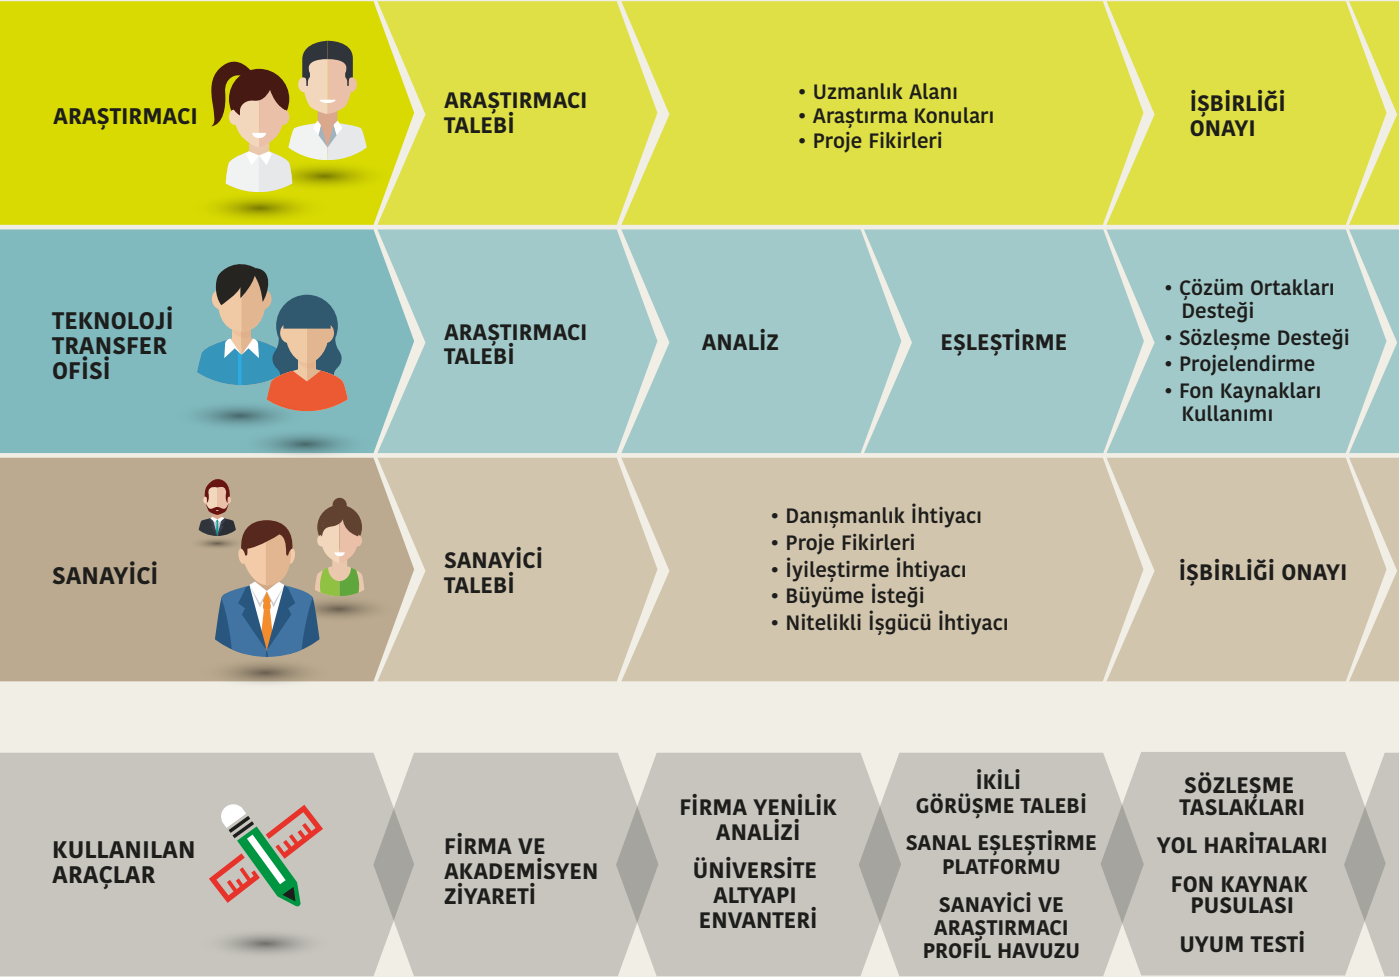 ARAŞTIRMACI
ARAŞTIRMACI
TALEBİ
• Uzmanlık Alanı
• Araştırma Konuları
• Proje Fikirleri
İŞBİRLİĞİ
ONAYI
TEKNOLOJİ
TRANSFER
OFİSİ
ARAŞTIRMACI
TALEBİ
ANALİZ
EŞLEŞTİRME
• Çözüm Ortakları
Desteği
• Sözleşme Desteği
• Projelendirme
• Fon Kaynakları
Kullanımı
SANAYİCİ
SANAYİCİ
TALEBİ
• Danışmanlık İhtiyacı
• Proje Fikirleri
• İyileştirme İhtiyacı
• Büyüme İsteği
• Nitelikli İşgücü İhtiyacı
İŞBİRLİĞİ ONAYI
KULLANILAN
ARAÇLAR
FİRMA VE
AKADEMİSYEN
ZİYARETİ
FİRMA YENİLİK
ANALİZİ
ÜNİVERSİTE
ALTYAPI
ENVANTERİ
İKİLİ
GÖRÜŞME TALEBİ
SANAL EŞLEŞTİRME
PLATFORMU
SANAYİCİ VE
ARAŞTIRMACI
PROFİL HAVUZU
SÖZLEŞME
TASLAKLARI
YOL HARİTALARI
FON KAYNAK
PUSULASI
UYUM TESTİ